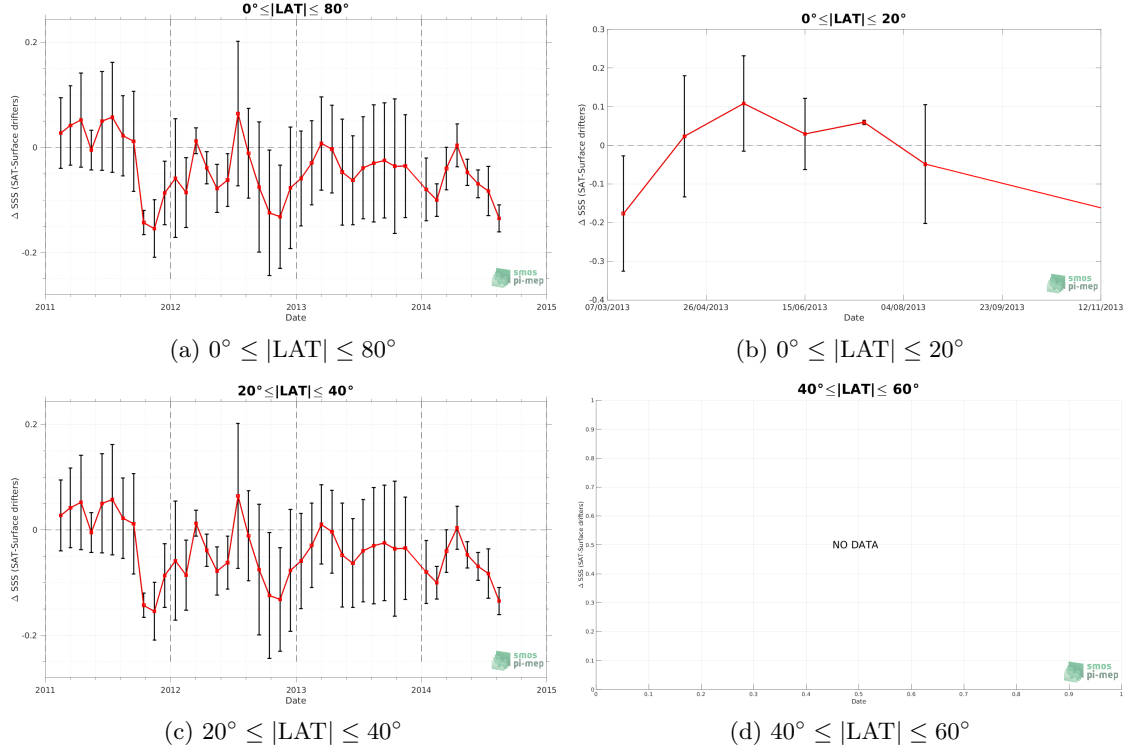 0°≤|LAT|≤ 80°
Δ SSS (SAT-Surface drifters)
0.2
0
-0.2
2011 2012 2013 2014 2015
Date
smos
pi-mep
(a) 0° ≤ |LAT| ≤ 80°
0°≤|LAT|≤ 20°
Δ SSS (SAT-Surface drifters)
0.3
0.2
0.1
0
-0.1
-0.2
-0.3
-0.4
07/03/2013 26/04/2013 15/06/2013 04/08/2013 23/09/2013 12/11/2013
Date
smos
pi-mep
(b) 0° ≤ |LAT| ≤ 20°
20°≤|LAT|≤ 40°
Δ SSS (SAT-Surface drifters)
0.2
0
-0.2
2011 2012 2013 2014 2015
Date
smos
pi-mep
(c) 20° ≤ |LAT| ≤ 40°
40°≤|LAT|≤ 60°
Δ SSS (SAT-Surface drifters)
1
0.9
0.8
0.7
0.6
0.5
0.4
0.3
0.2
0.1
0
NO DATA
0 0.1 0.2 0.3 0.4 0.5 0.6 0.7 0.8 0.9 1
Date
smos
pi-mep
(d) 40° ≤ |LAT| ≤ 60°